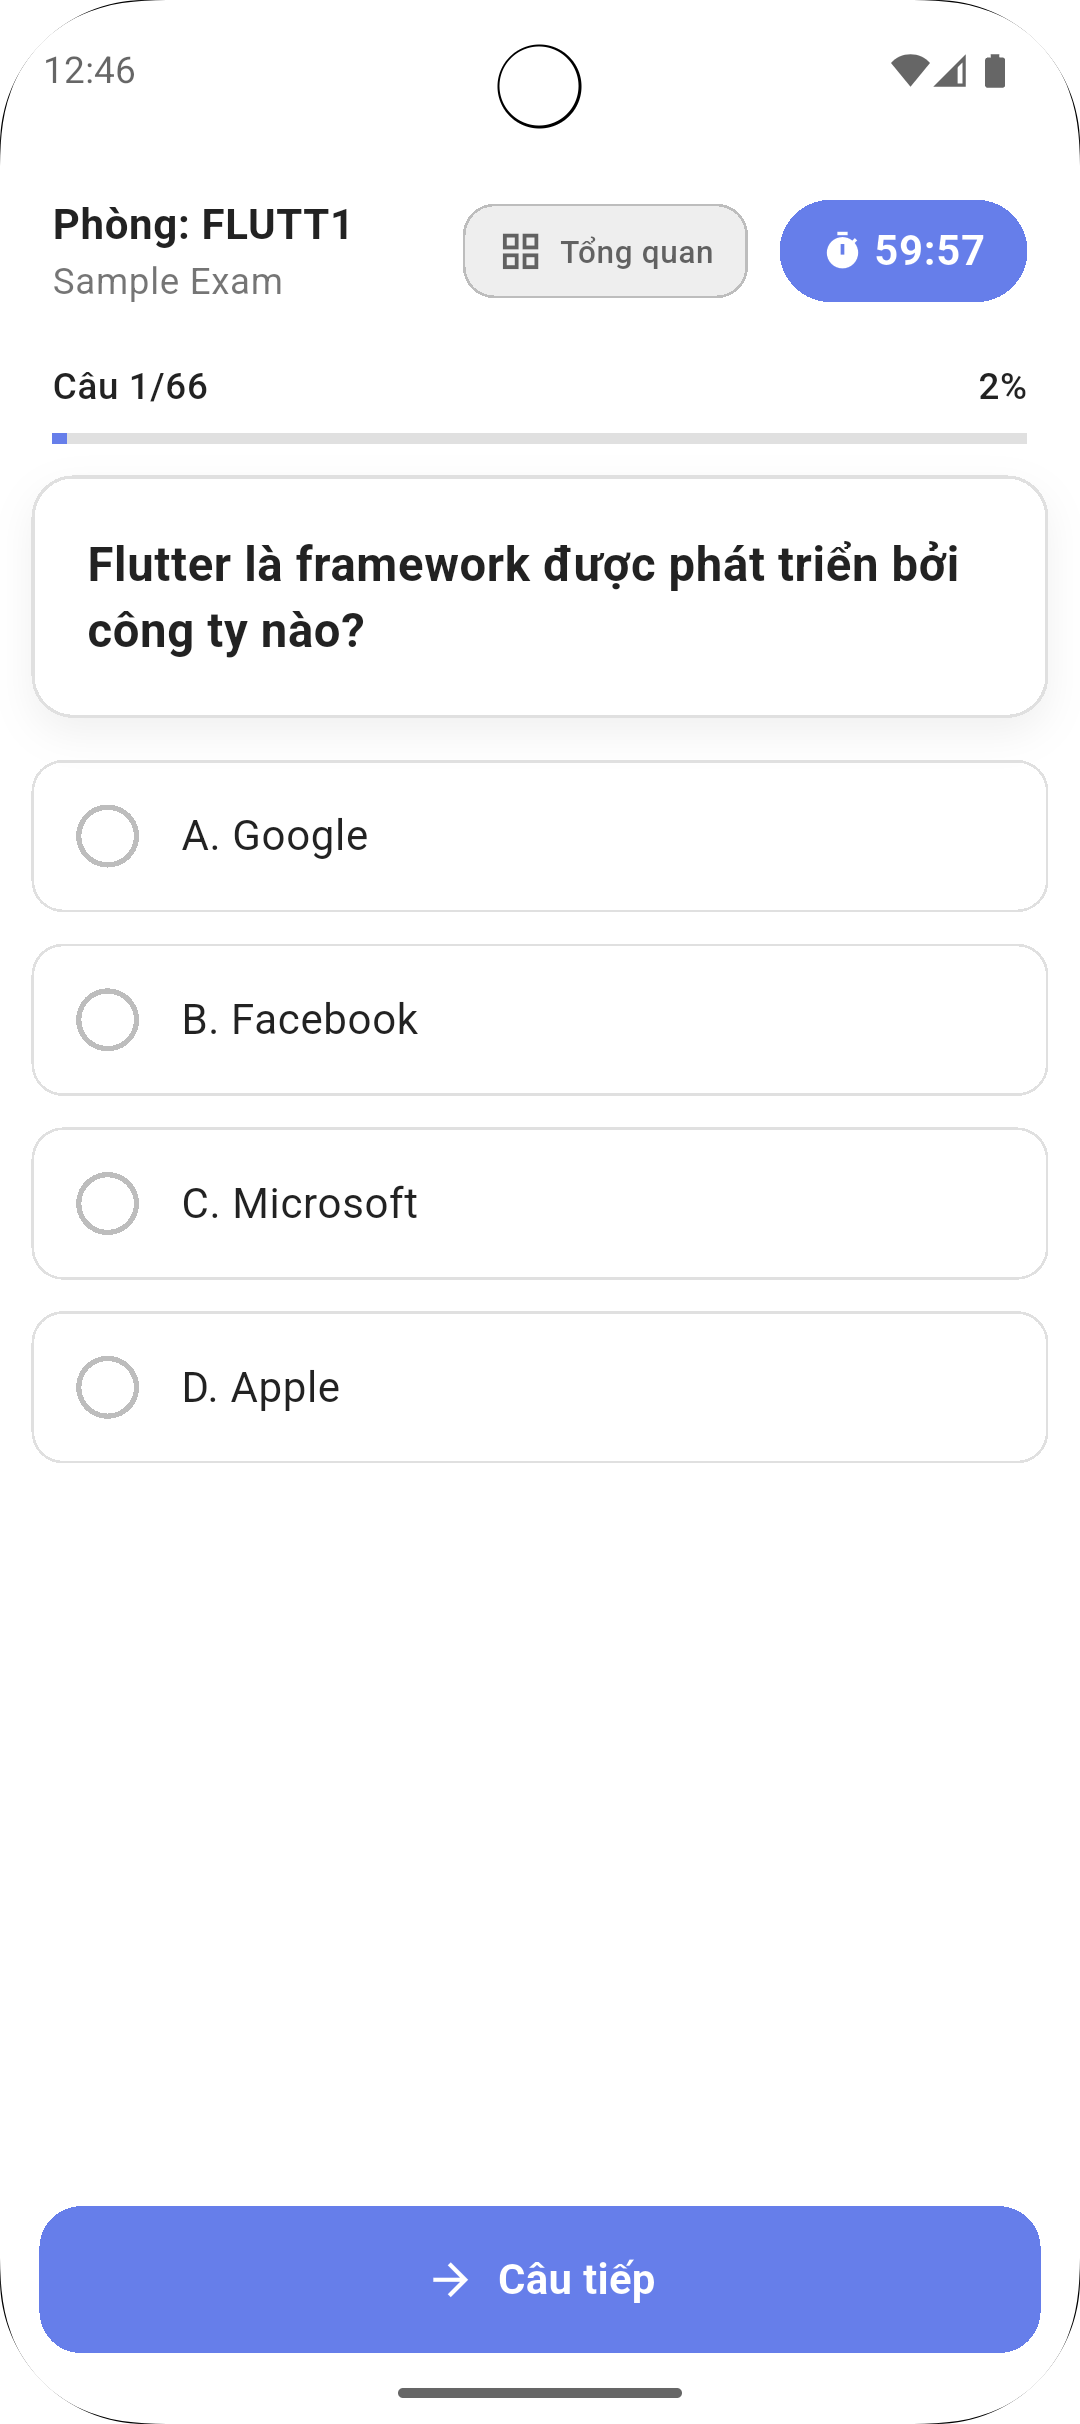 12:46
Phòng: FLUTT1
Sample Exam
Tổng quan
59:57
Câu 1/66
2%
Flutter là framework được phát triển bởi
công ty nào?
A. Google
B. Facebook
C. Microsoft
D. Apple
Câu tiếp